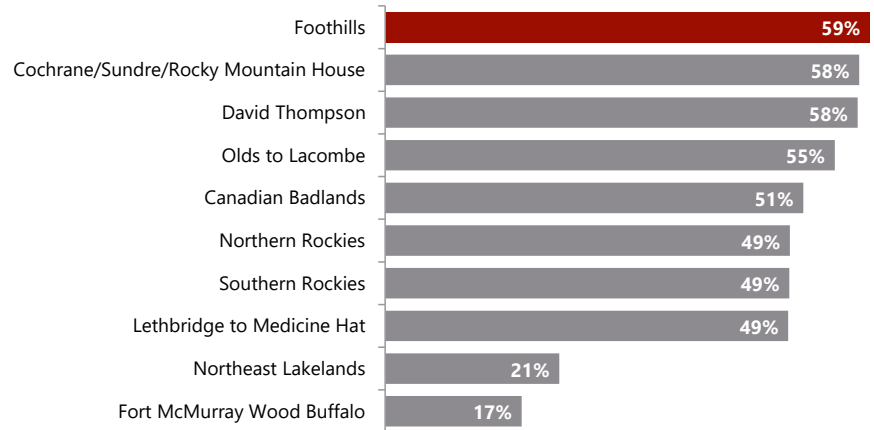 Foothills 59%
Cochrane/Sundre/Rocky Mountain House 58%
David Thompson 58%
Olds to Lacombe 55%
Canadian Badlands 51%
Northern Rockies 49%
Southern Rockies 49%
Lethbridge to Medicine Hat 49%
Northeast Lakelands 21%
Fort McMurray Wood Buffalo 17%